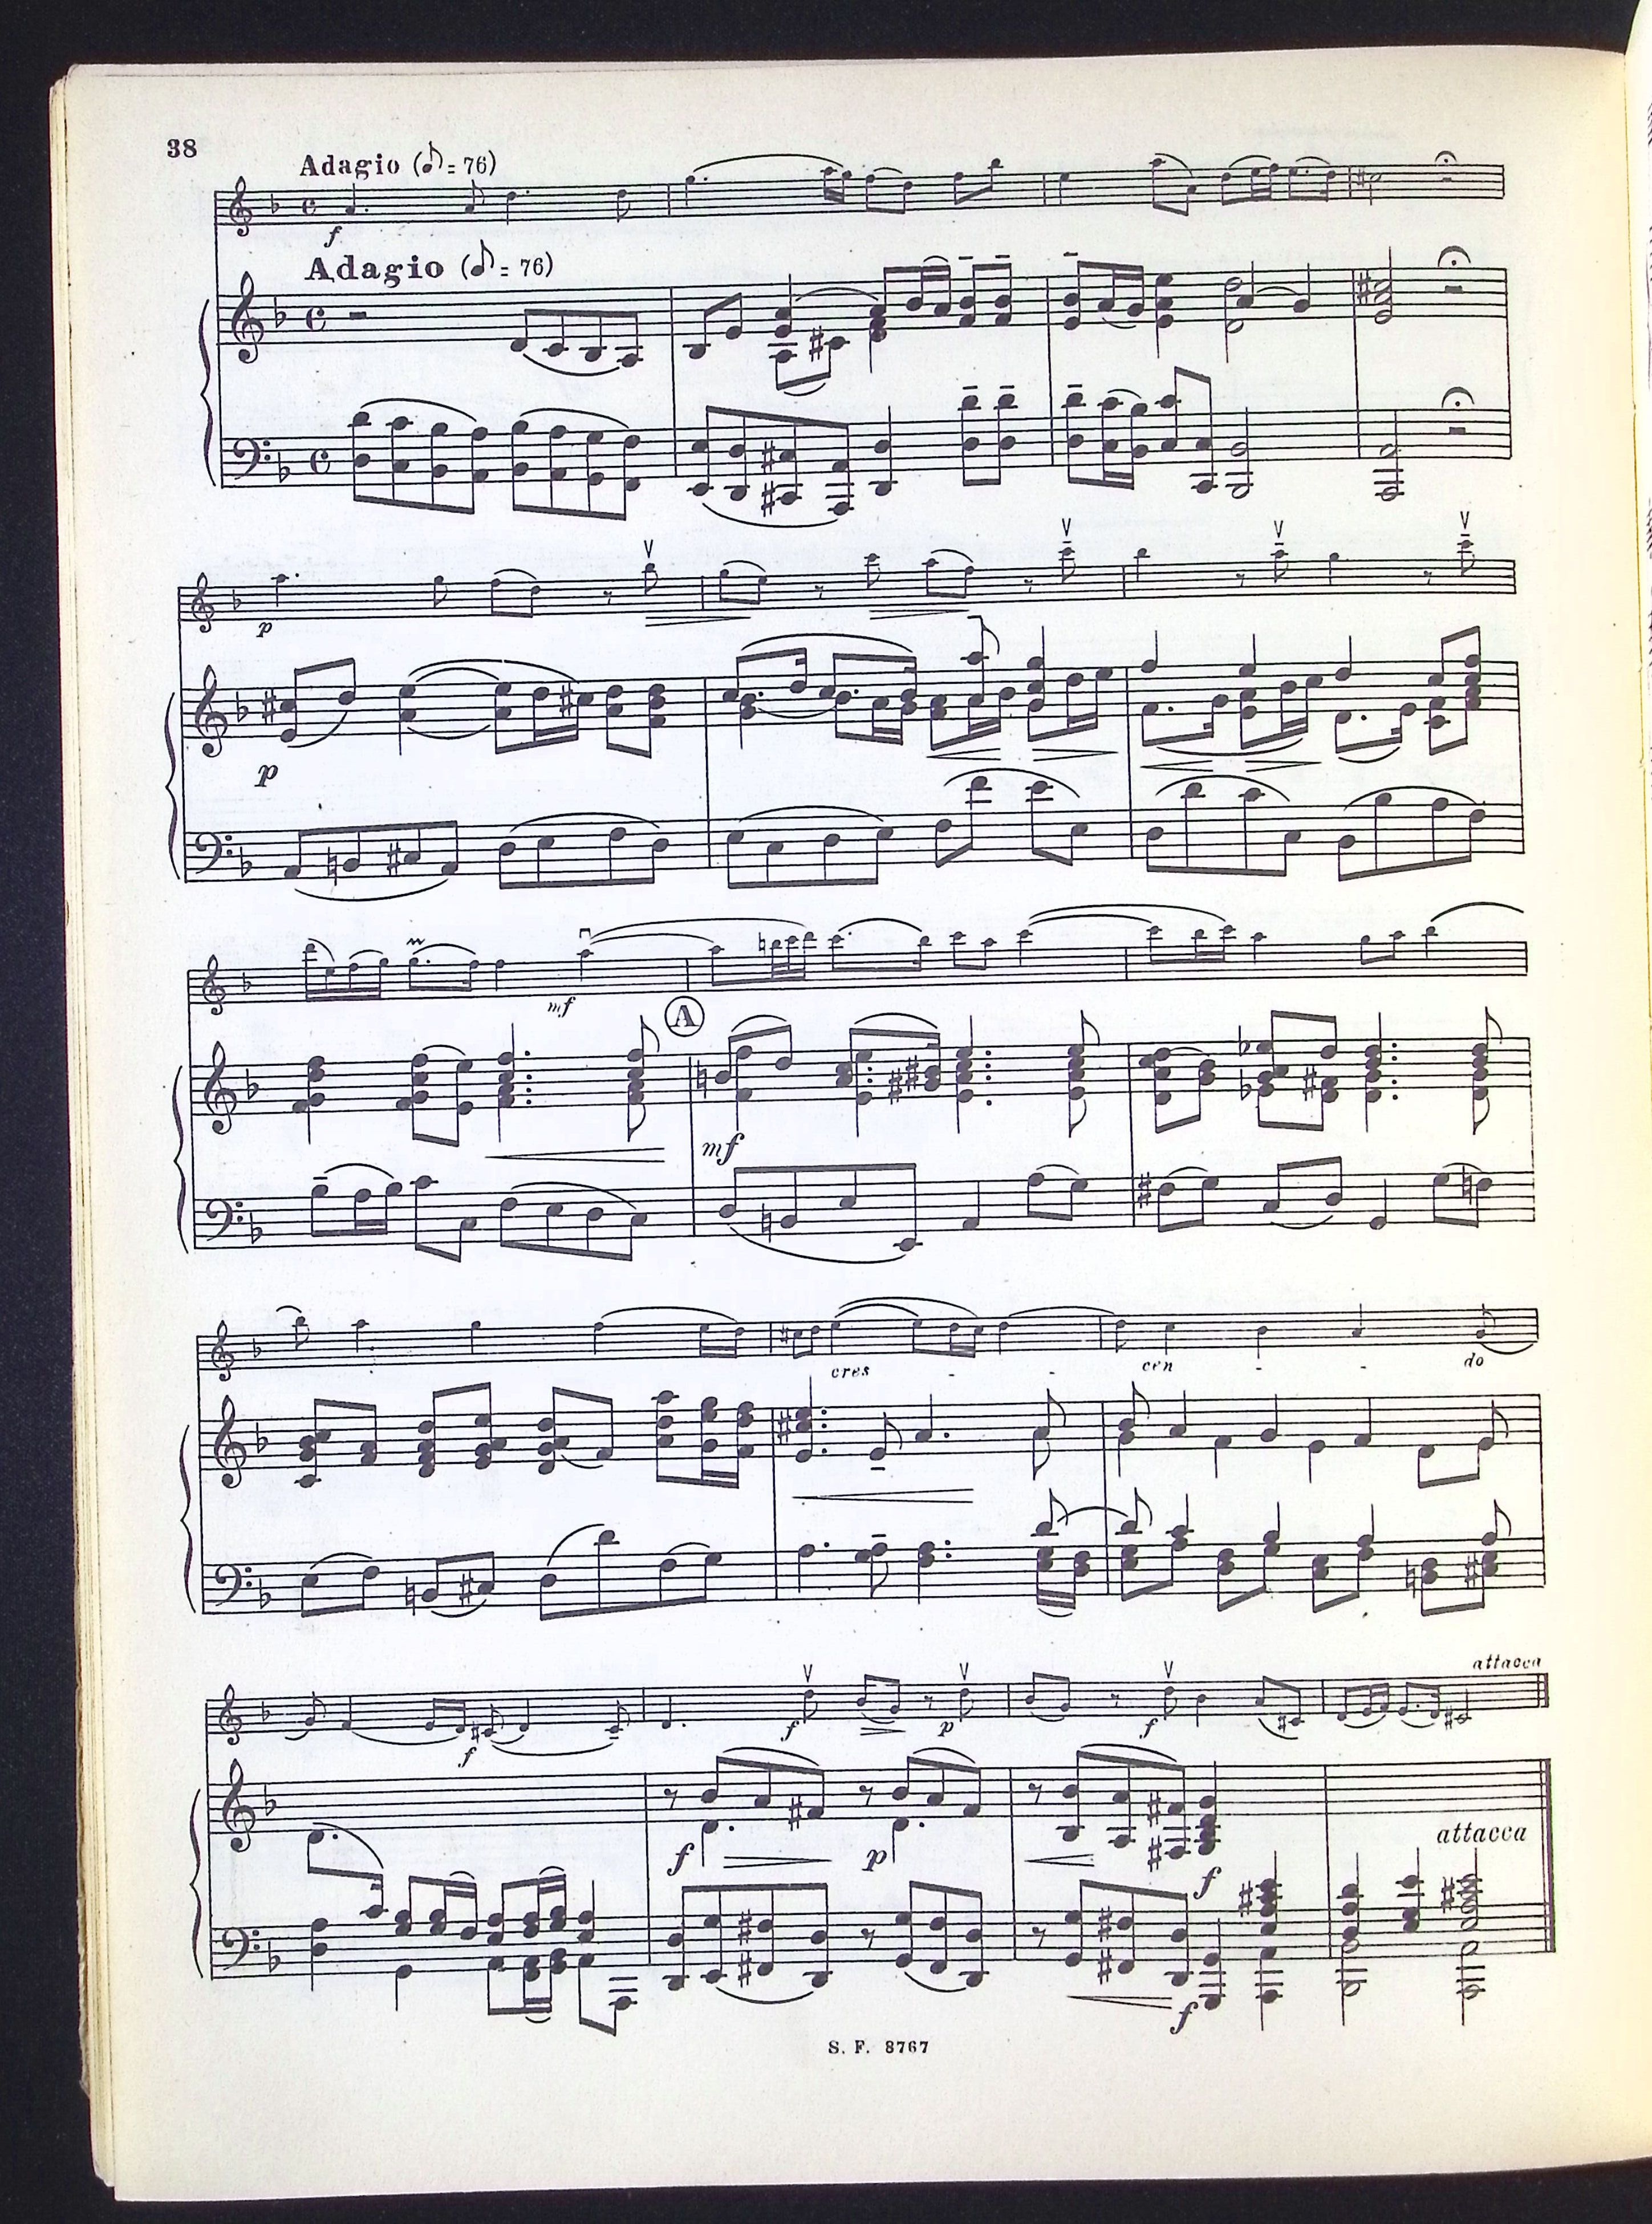 38
Adagio (♪= 76)
f
Adagio (♪= 76)
p
p
mf
A
mf
cres - - cen - - do
f f p f
attacca
f p f
attacca
f
S. F. 8767